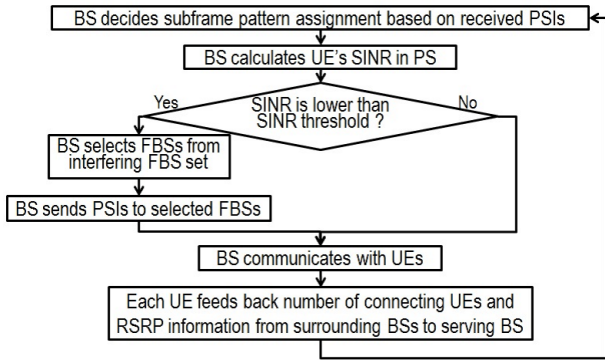 BS decides subframe pattern assignment based on received PSIs
BS calculates UE's SINR in PS
Yes
SINR is lower than
SINR threshold ?
No
BS selects FBSs from
interfering FBS set
BS sends PSIs to selected FBSs
BS communicates with UEs
Each UE feeds back number of connecting UEs and
RSRP information from surrounding BSs to serving BS